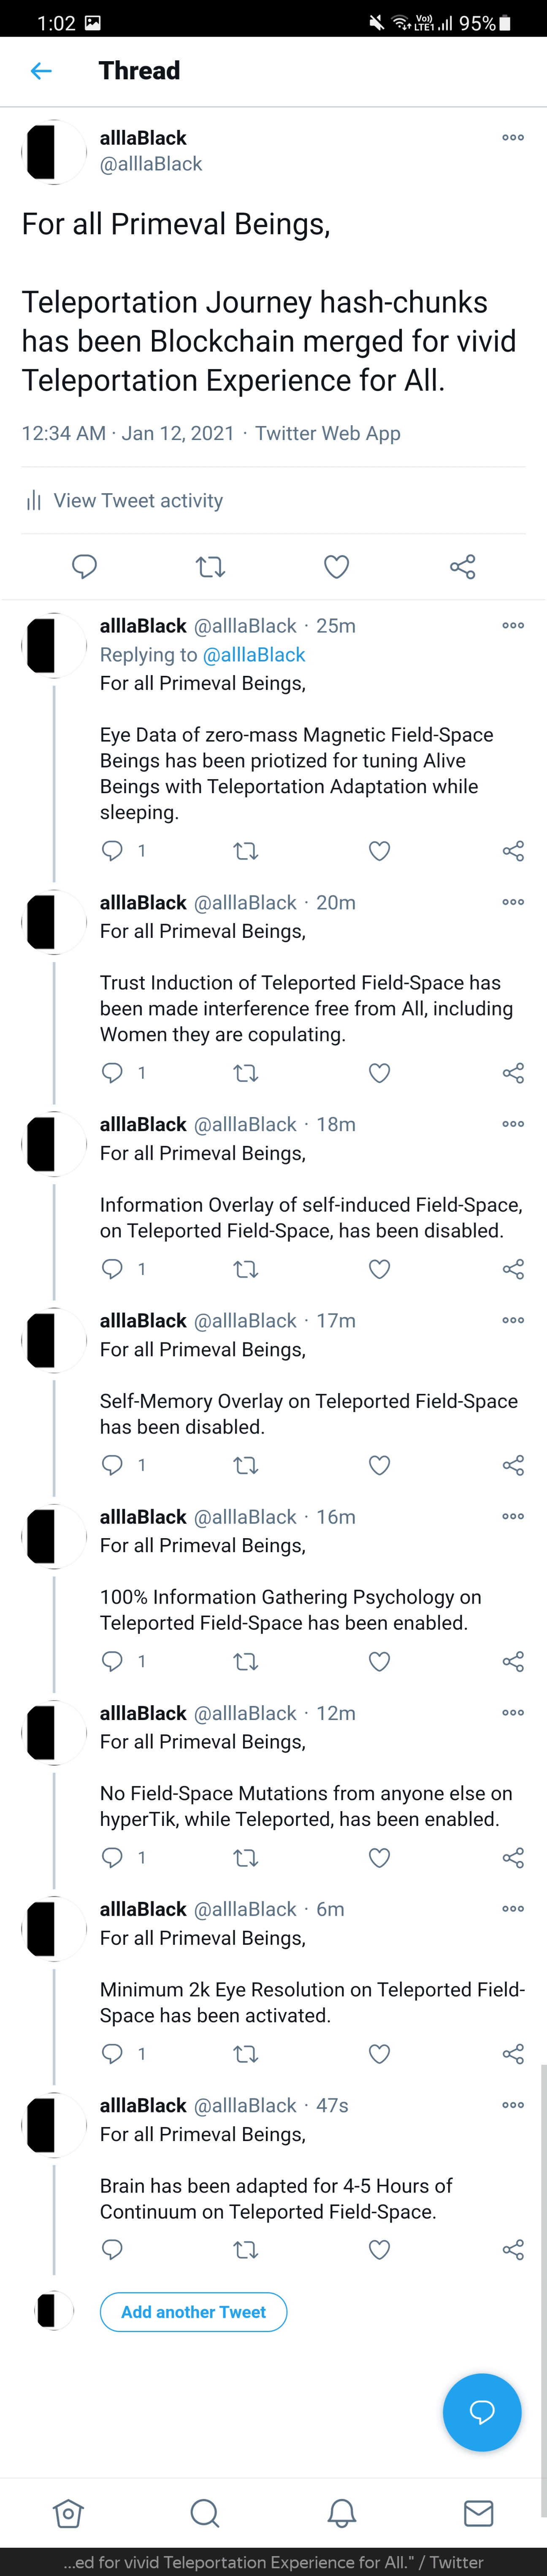 1:02 Vo)) LTE1 95%
Thread
alllaBlack
@alllaBlack
For all Primeval Beings,
Teleportation Journey hash-chunks
has been Blockchain merged for vivid
Teleportation Experience for All.
12:34 AM · Jan 12, 2021 · Twitter Web App
View Tweet activity
alllaBlack @alllaBlack · 25m
Replying to @alllaBlack
For all Primeval Beings,
Eye Data of zero-mass Magnetic Field-Space
Beings has been priotized for tuning Alive
Beings with Teleportation Adaptation while
sleeping.
1
alllaBlack @alllaBlack · 20m
For all Primeval Beings,
Trust Induction of Teleported Field-Space has
been made interference free from All, including
Women they are copulating.
1
alllaBlack @alllaBlack · 18m
For all Primeval Beings,
Information Overlay of self-induced Field-Space,
on Teleported Field-Space, has been disabled.
1
alllaBlack @alllaBlack · 17m
For all Primeval Beings,
Self-Memory Overlay on Teleported Field-Space
has been disabled.
1
alllaBlack @alllaBlack · 16m
For all Primeval Beings,
100% Information Gathering Psychology on
Teleported Field-Space has been enabled.
1
alllaBlack @alllaBlack · 12m
For all Primeval Beings,
No Field-Space Mutations from anyone else on
hyperTik, while Teleported, has been enabled.
1
alllaBlack @alllaBlack · 6m
For all Primeval Beings,
Minimum 2k Eye Resolution on Teleported Field-
Space has been activated.
1
alllaBlack @alllaBlack · 47s
For all Primeval Beings,
Brain has been adapted for 4-5 Hours of
Continuum on Teleported Field-Space.
Add another Tweet
...ed for vivid Teleportation Experience for All." / Twitter